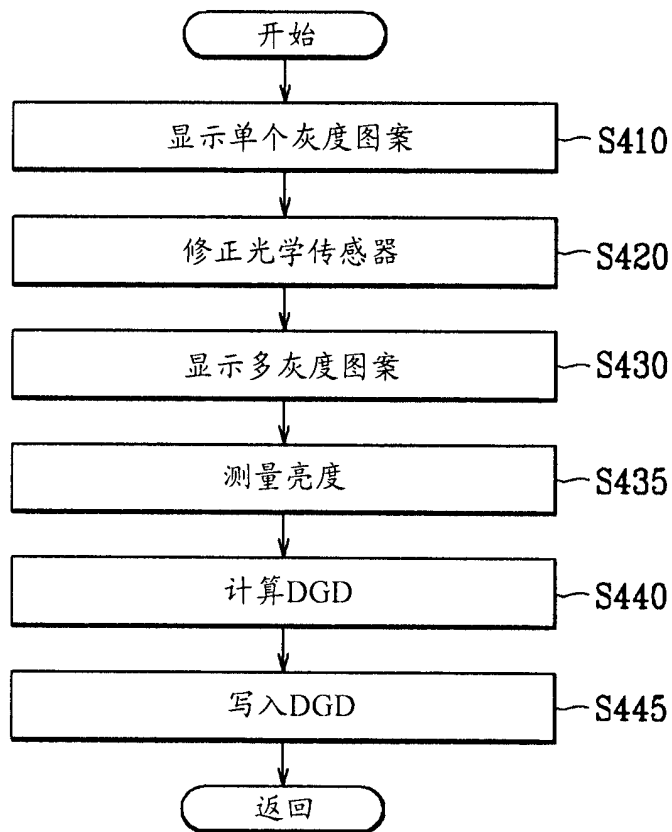 开始
显示单个灰度图案 S410
修正光学传感器 S420
显示多灰度图案 S430
测量亮度 S435
计算DGD S440
写入DGD S445
返回